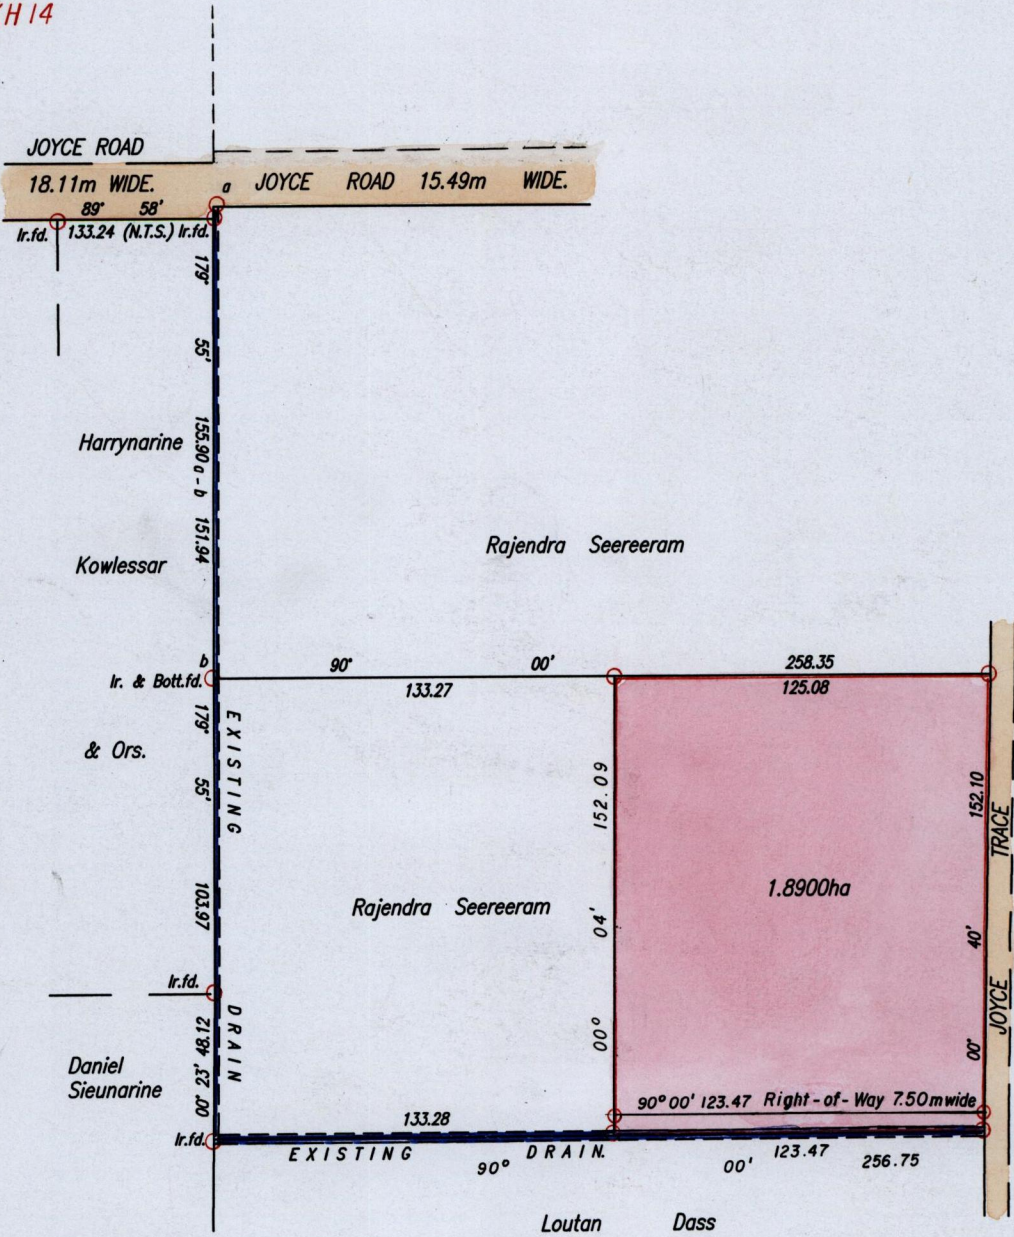 H14
JOYCE ROAD
18.11m WIDE.
a JOYCE ROAD 15.49m WIDE.
89° 58'
Ir.fd. 133.24 (N.T.S.) Ir.fd.
179° 55' 155.90 a - b 151.94
Harrynarine
Kowlessar
& Ors.
Rajendra Seereeram
b
Ir. & Bott.fd.
90° 00'
133.27
258.35
125.08
179° 55' 103.97
EXISTING DRAIN
Rajendra Seereeram
00° 04' 152.09
1.8900ha
00° 40' 152.10
JOYCE TRACE
Ir.fd.
Daniel
Sieunarine
00° 23' 48.12
90° 00' 123.47 Right-of-Way 7.50m wide
133.28
Ir.fd.
EXISTING DRAIN.
90° 00' 123.47 256.75
Loutan Dass